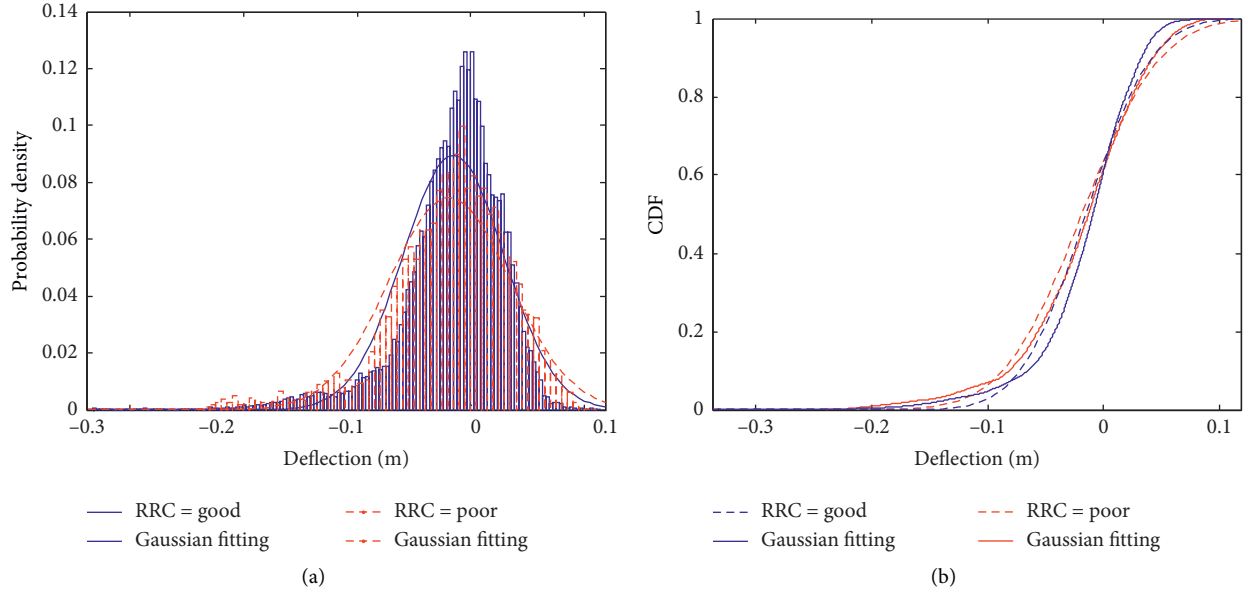 0.14
0.12
0.1
0.08
0.06
0.04
0.02
0
Probability density
–0.3 –0.2 –0.1 0 0.1
Deflection (m)
RRC = good RRC = poor
Gaussian fitting Gaussian fitting
(a)
1
0.8
0.6
0.4
0.2
0
CDF
–0.3 –0.2 –0.1 0 0.1
Deflection (m)
RRC = good RRC = poor
Gaussian fitting Gaussian fitting
(b)